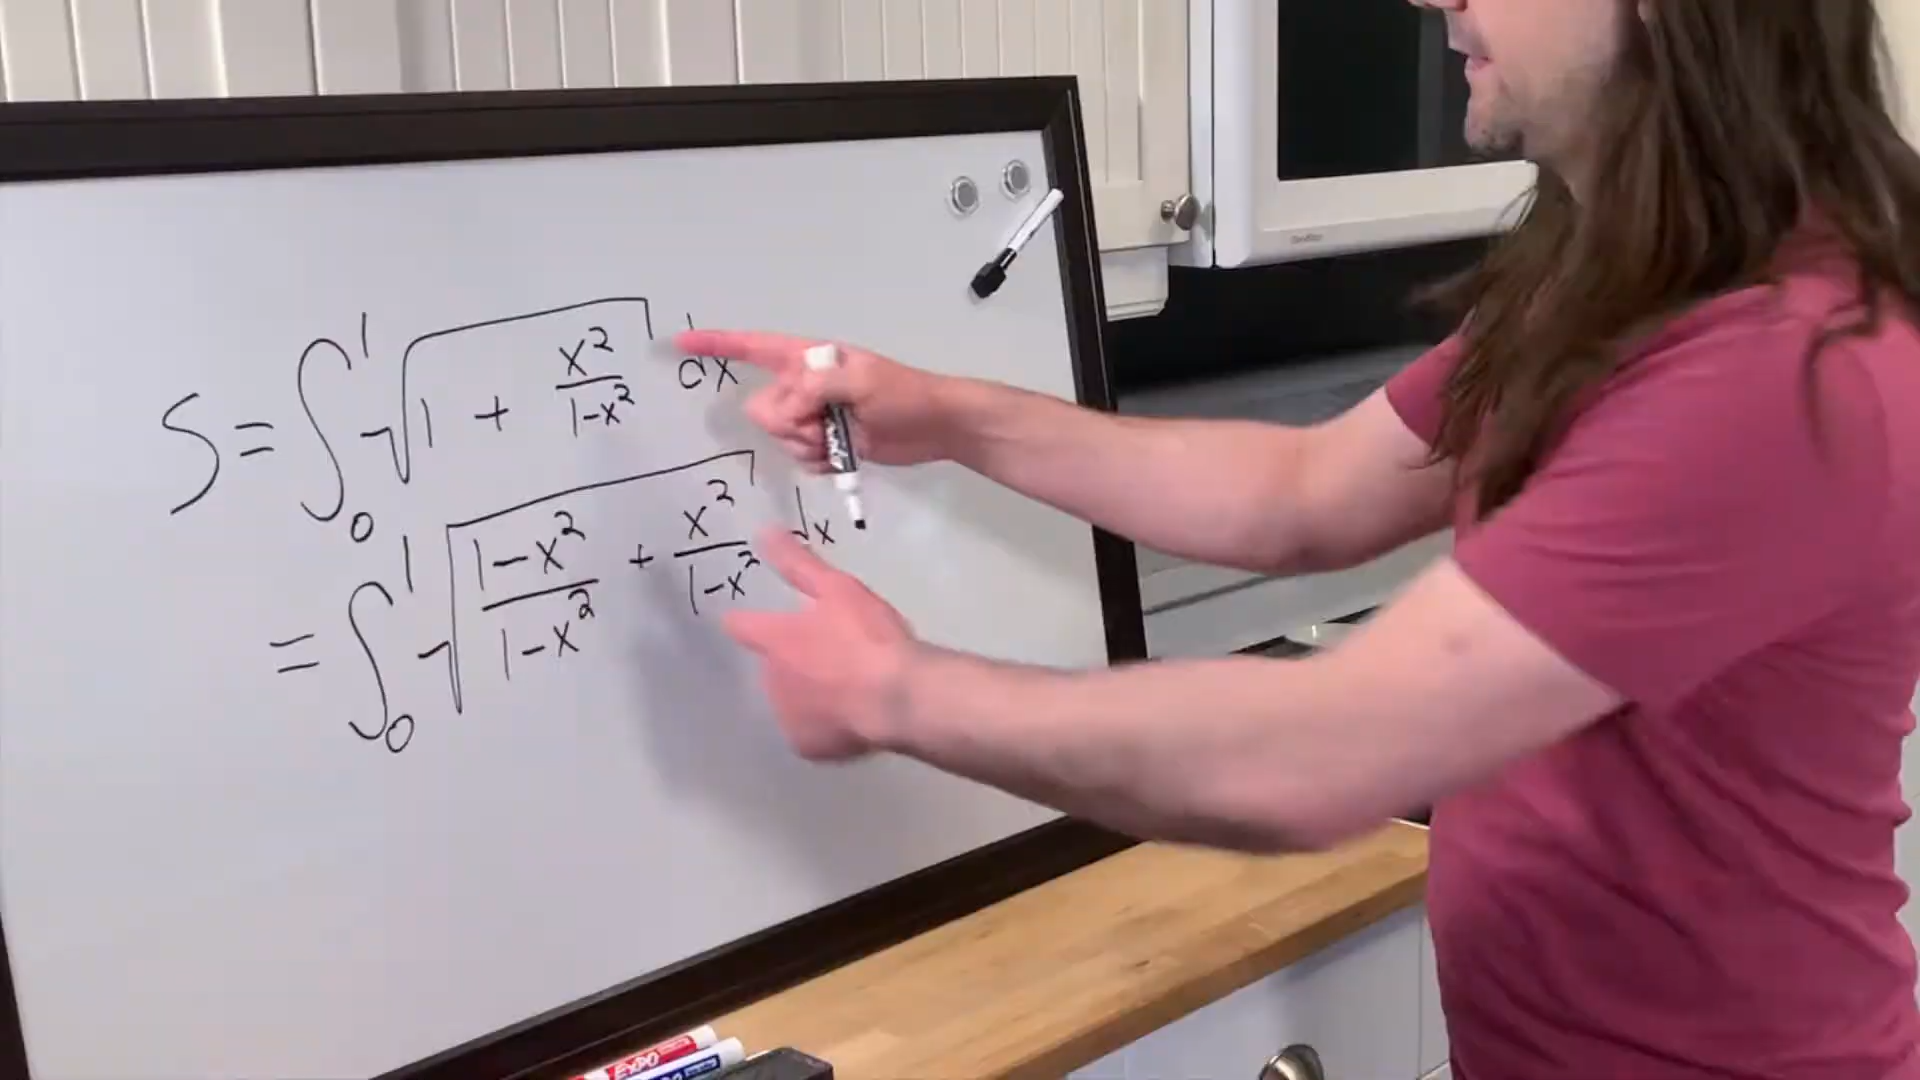 S = ∫₀¹ √(1 + x²/(1-x²)) dx
= ∫₀¹ √((1-x²)/(1-x²) + x²/(1-x²)) dx
EXPO